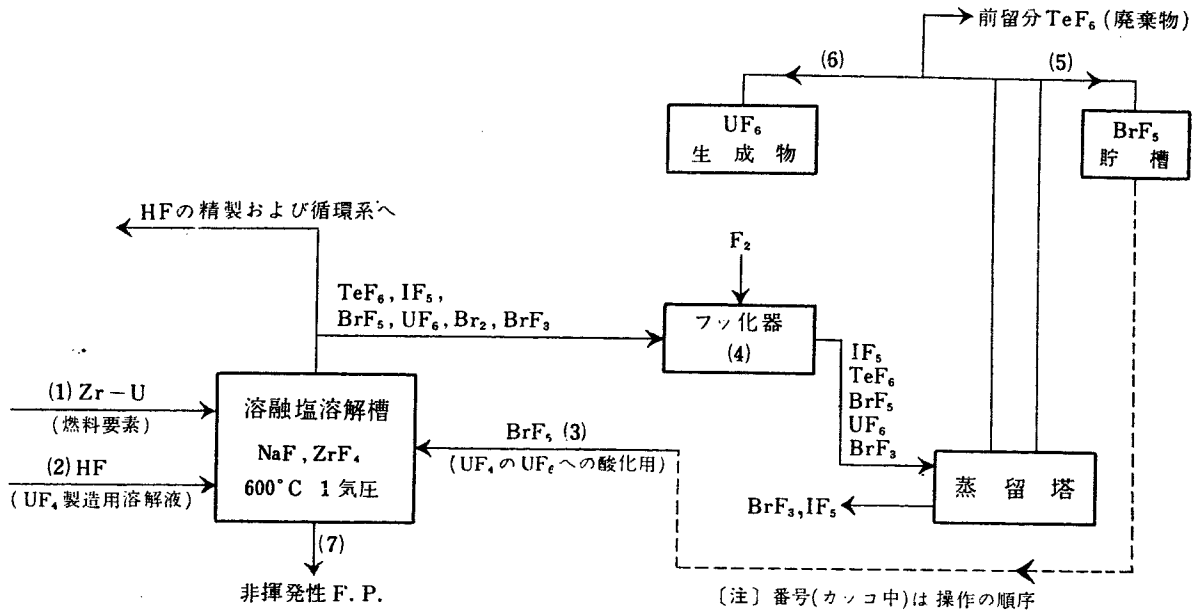 前留分 TeF₆ (廃棄物)
(6)
(5)
UF₆
生成物
BrF₅
貯槽
HFの精製および循環系へ
F₂
TeF₆, IF₅,
BrF₅, UF₆, Br₂, BrF₃
フッ化器
(4)
IF₅
TeF₆
BrF₅
UF₆
BrF₃
(1) Zr-U
(燃料要素)
溶融塩溶解槽
NaF, ZrF₄
600°C 1気圧
BrF₅ (3)
(UF₄のUF₆への酸化用)
(2) HF
(UF₄製造用溶解液)
蒸留塔
BrF₃, IF₅
(7)
非揮発性 F. P.
〔注〕番号(カッコ中)は操作の順序